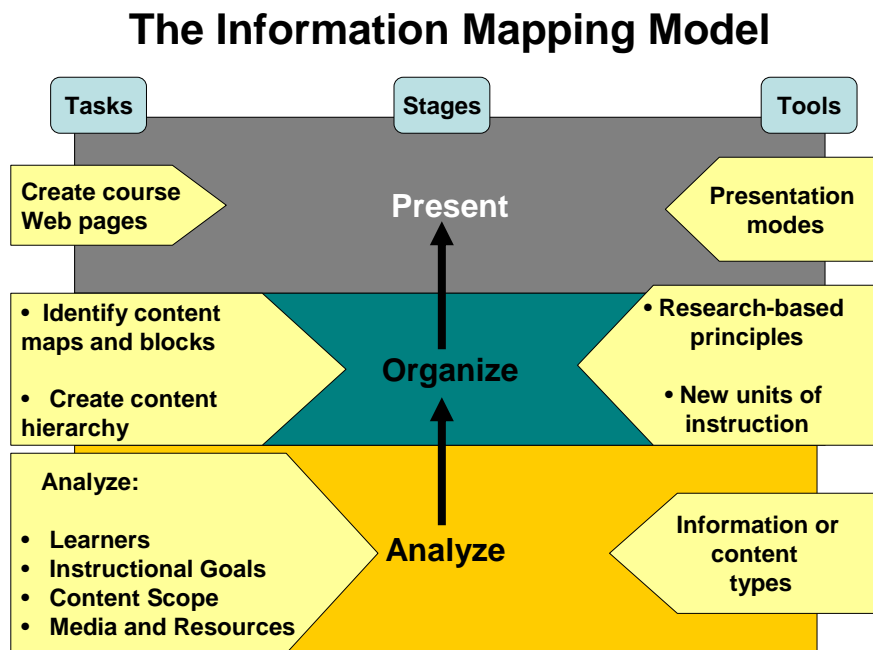 The Information Mapping Model
Tasks
Stages
Tools
Create course
Web pages
Present
Presentation
modes
• Identify content
maps and blocks
• Create content
hierarchy
Organize
• Research-based
principles
• New units of
instruction
Analyze:
• Learners
• Instructional Goals
• Content Scope
• Media and Resources
Analyze
Information or
content
types